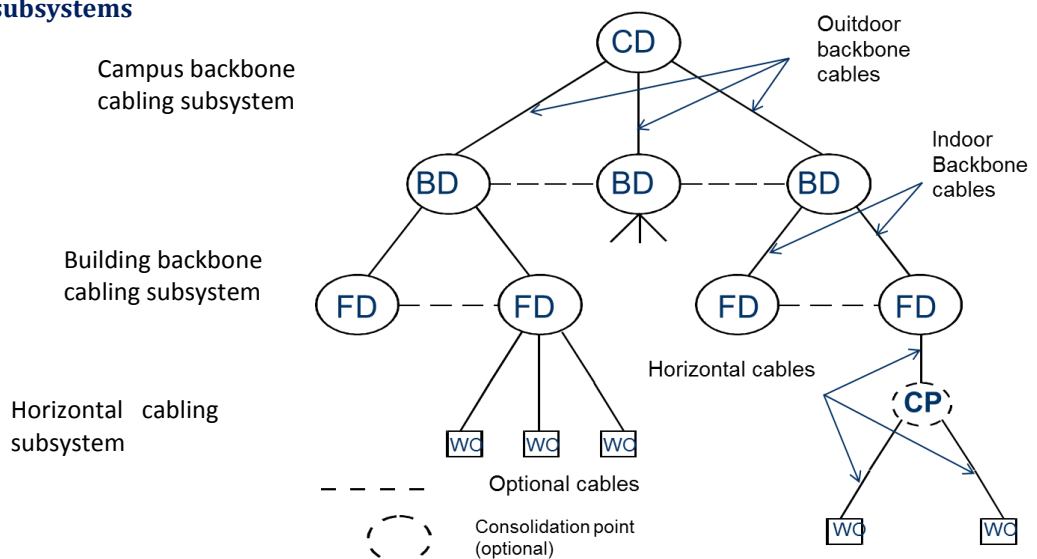 subsystems
CD
Ouitdoor
backbone
cables
Campus backbone
cabling subsystem
Indoor
Backbone
cables
BD
BD
BD
Building backbone
cabling subsystem
FD
FD
FD
FD
Horizontal cables
CP
Horizontal cabling
subsystem
WO
WO
WO
Optional cables
Consolidation point
(optional)
WO
WO